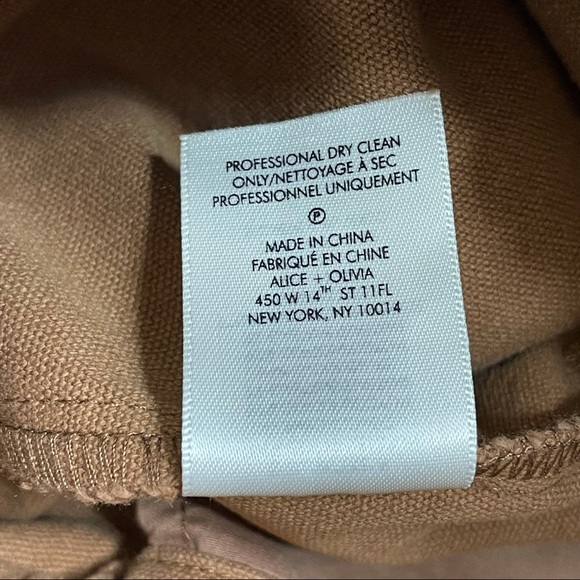 PROFESSIONAL DRY CLEAN
ONLY/NETTOYAGE À SEC
PROFESSIONNEL UNIQUEMENT
P
MADE IN CHINA
FABRIQUÉ EN CHINE
ALICE + OLIVIA
450 W 14TH ST 11FL
NEW YORK, NY 10014